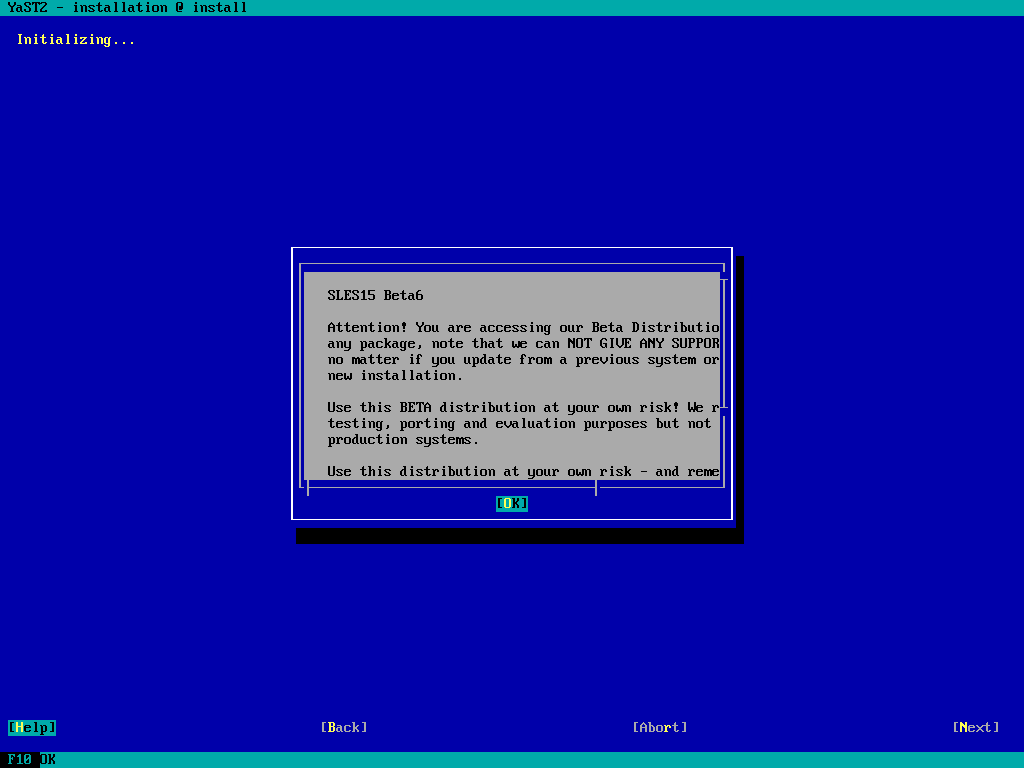 YaST2 - installation @ install
Initializing...
SLES15 Beta6
Attention! You are accessing our Beta Distributio
any package, note that we can NOT GIVE ANY SUPPOR
no matter if you update from a previous system or
new installation.
Use this BETA distribution at your own risk! We r
testing, porting and evaluation purposes but not
production systems.
Use this distribution at your own risk - and reme
[OK]
[Help] [Back] [Abort] [Next]
F10 OK